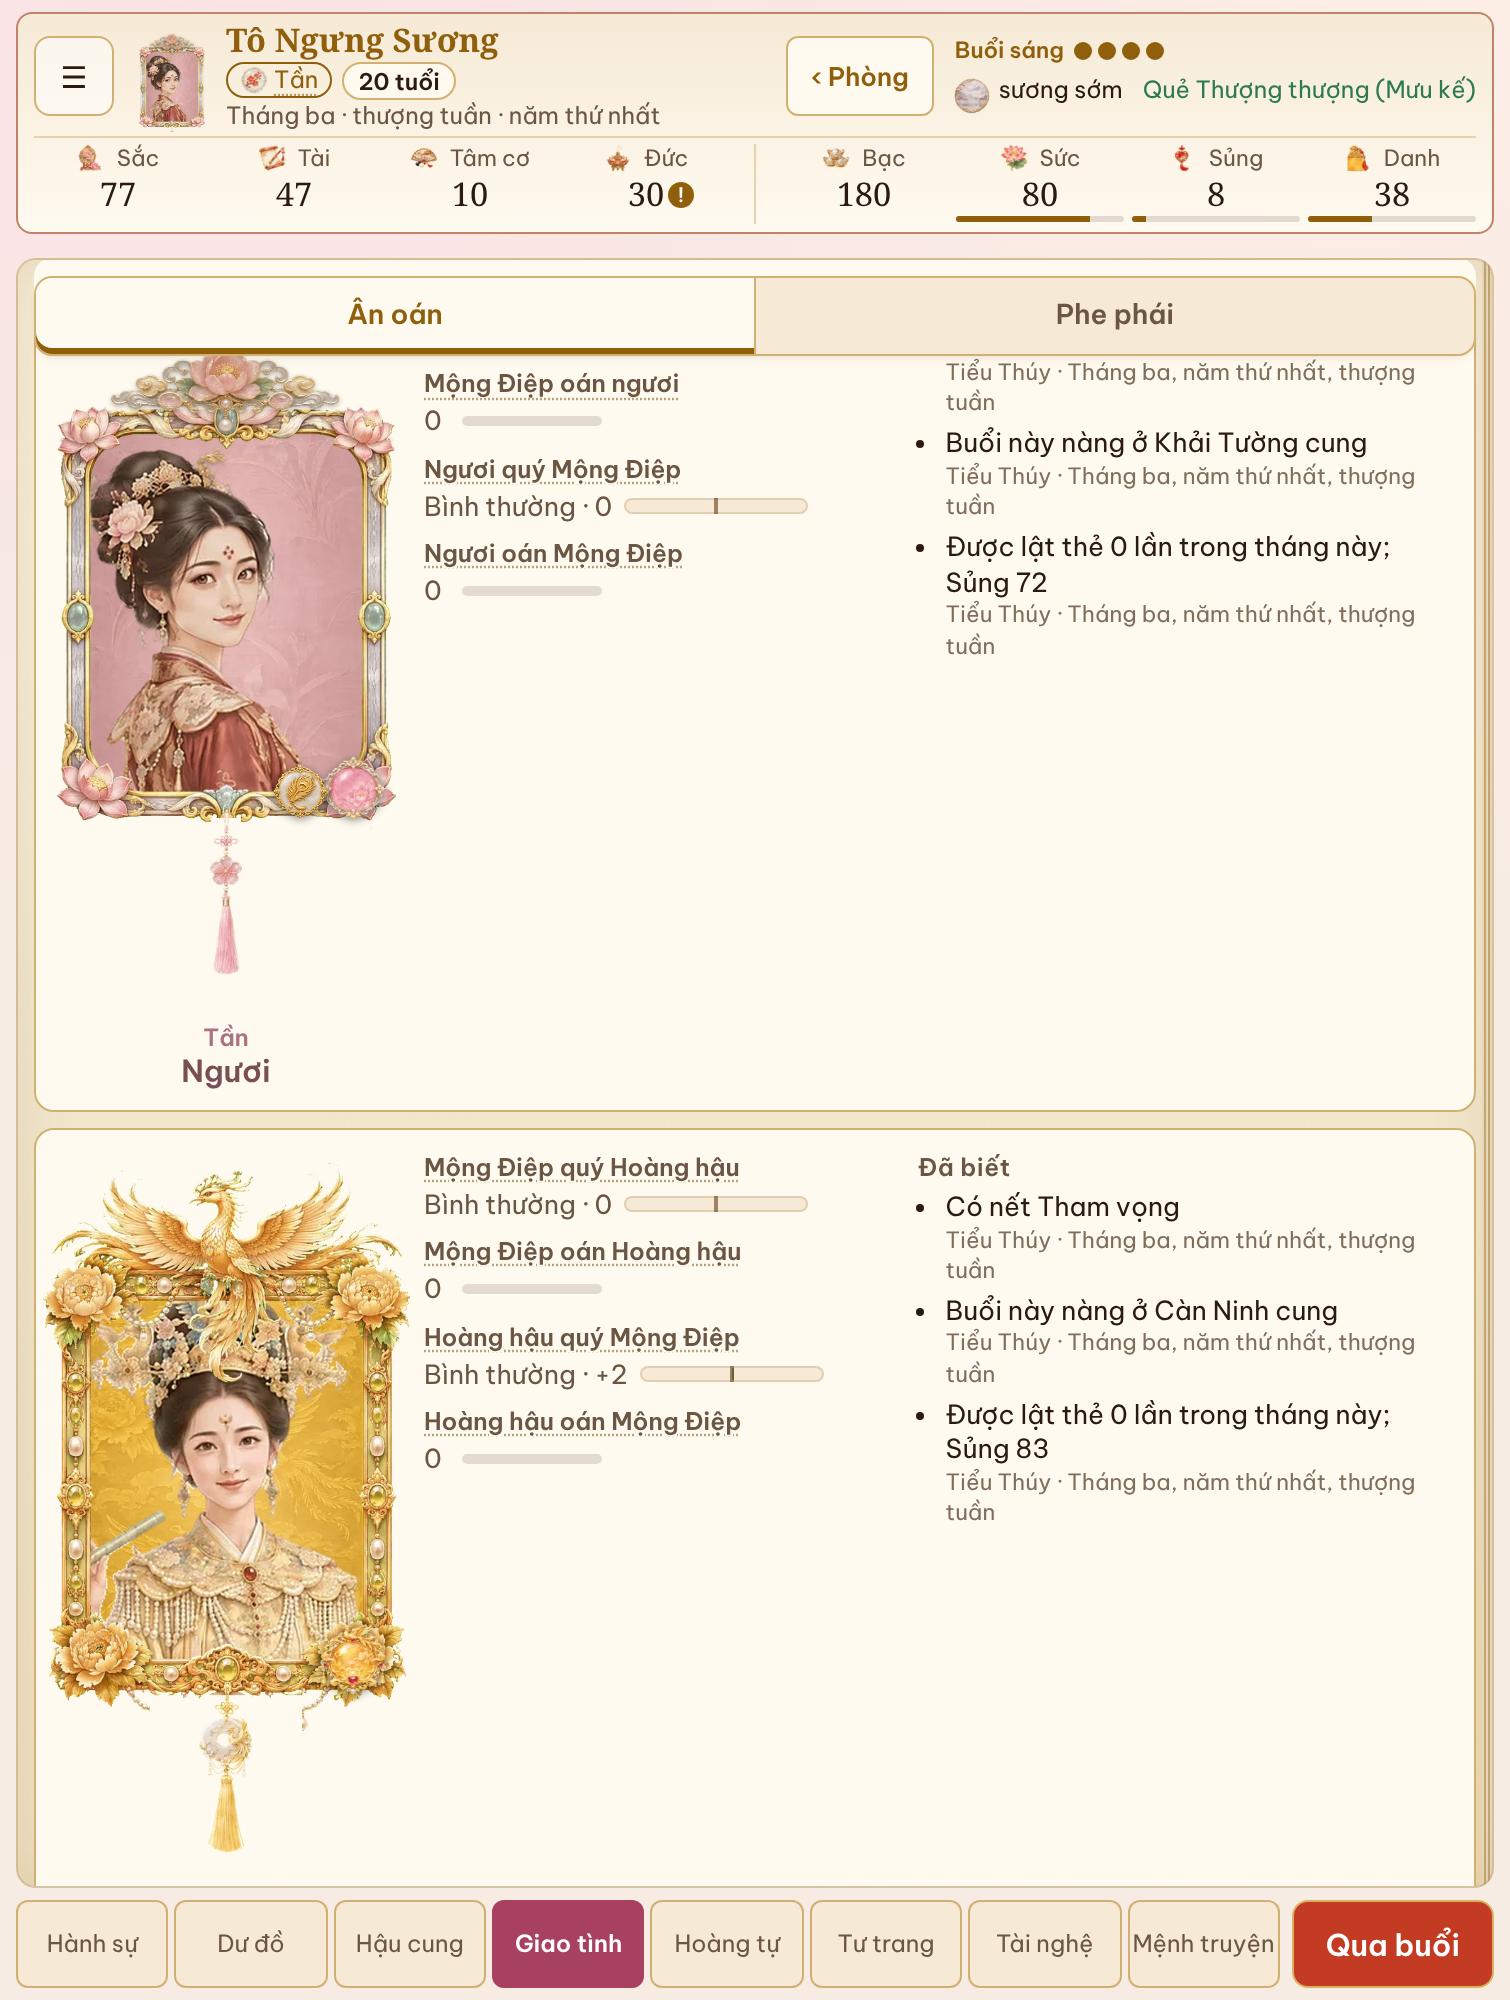 ☰
Tô Ngưng Sương
Tần
20 tuổi
Tháng ba · thượng tuần · năm thứ nhất
‹ Phòng
Buổi sáng
sương sớm
Quẻ Thượng thượng (Mưu kế)
Sắc
77
Tài
47
Tâm cơ
10
Đức
30 !
Bạc
180
Sức
80
Sủng
8
Danh
38
Ân oán
Phe phái
Mộng Điệp oán ngươi
0
Ngươi quý Mộng Điệp
Bình thường · 0
Ngươi oán Mộng Điệp
0
Tiểu Thúy · Tháng ba, năm thứ nhất, thượng
tuần
• Buổi này nàng ở Khải Tường cung
Tiểu Thúy · Tháng ba, năm thứ nhất, thượng
tuần
• Được lật thẻ 0 lần trong tháng này;
Sủng 72
Tiểu Thúy · Tháng ba, năm thứ nhất, thượng
tuần
Tần
Ngươi
Mộng Điệp quý Hoàng hậu
Bình thường · 0
Mộng Điệp oán Hoàng hậu
0
Hoàng hậu quý Mộng Điệp
Bình thường · +2
Hoàng hậu oán Mộng Điệp
0
Đã biết
• Có nết Tham vọng
Tiểu Thúy · Tháng ba, năm thứ nhất, thượng
tuần
• Buổi này nàng ở Càn Ninh cung
Tiểu Thúy · Tháng ba, năm thứ nhất, thượng
tuần
• Được lật thẻ 0 lần trong tháng này;
Sủng 83
Tiểu Thúy · Tháng ba, năm thứ nhất, thượng
tuần
Hành sự
Dư đồ
Hậu cung
Giao tình
Hoàng tự
Tư trang
Tài nghệ
Mệnh truyện
Qua buổi